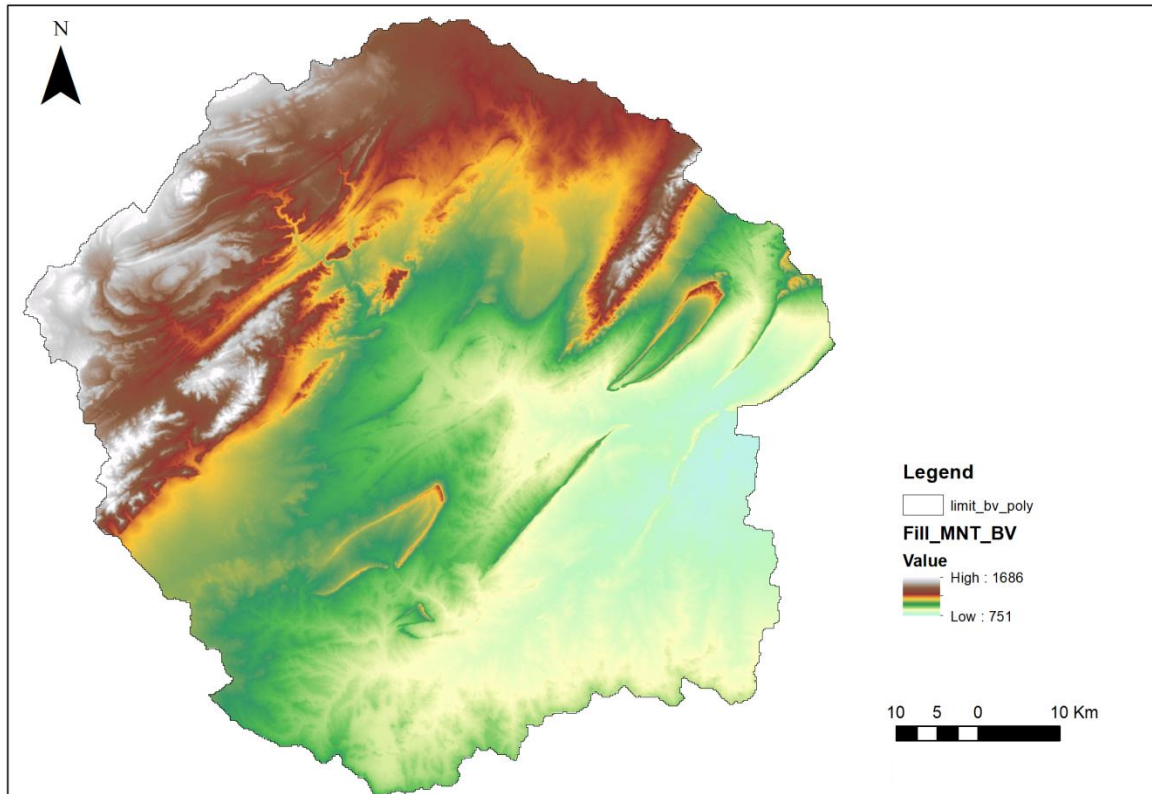 N
Legend
limit_bv_poly
Fill_MNT_BV
Value
High : 1686
Low : 751
10 5 0 10 Km